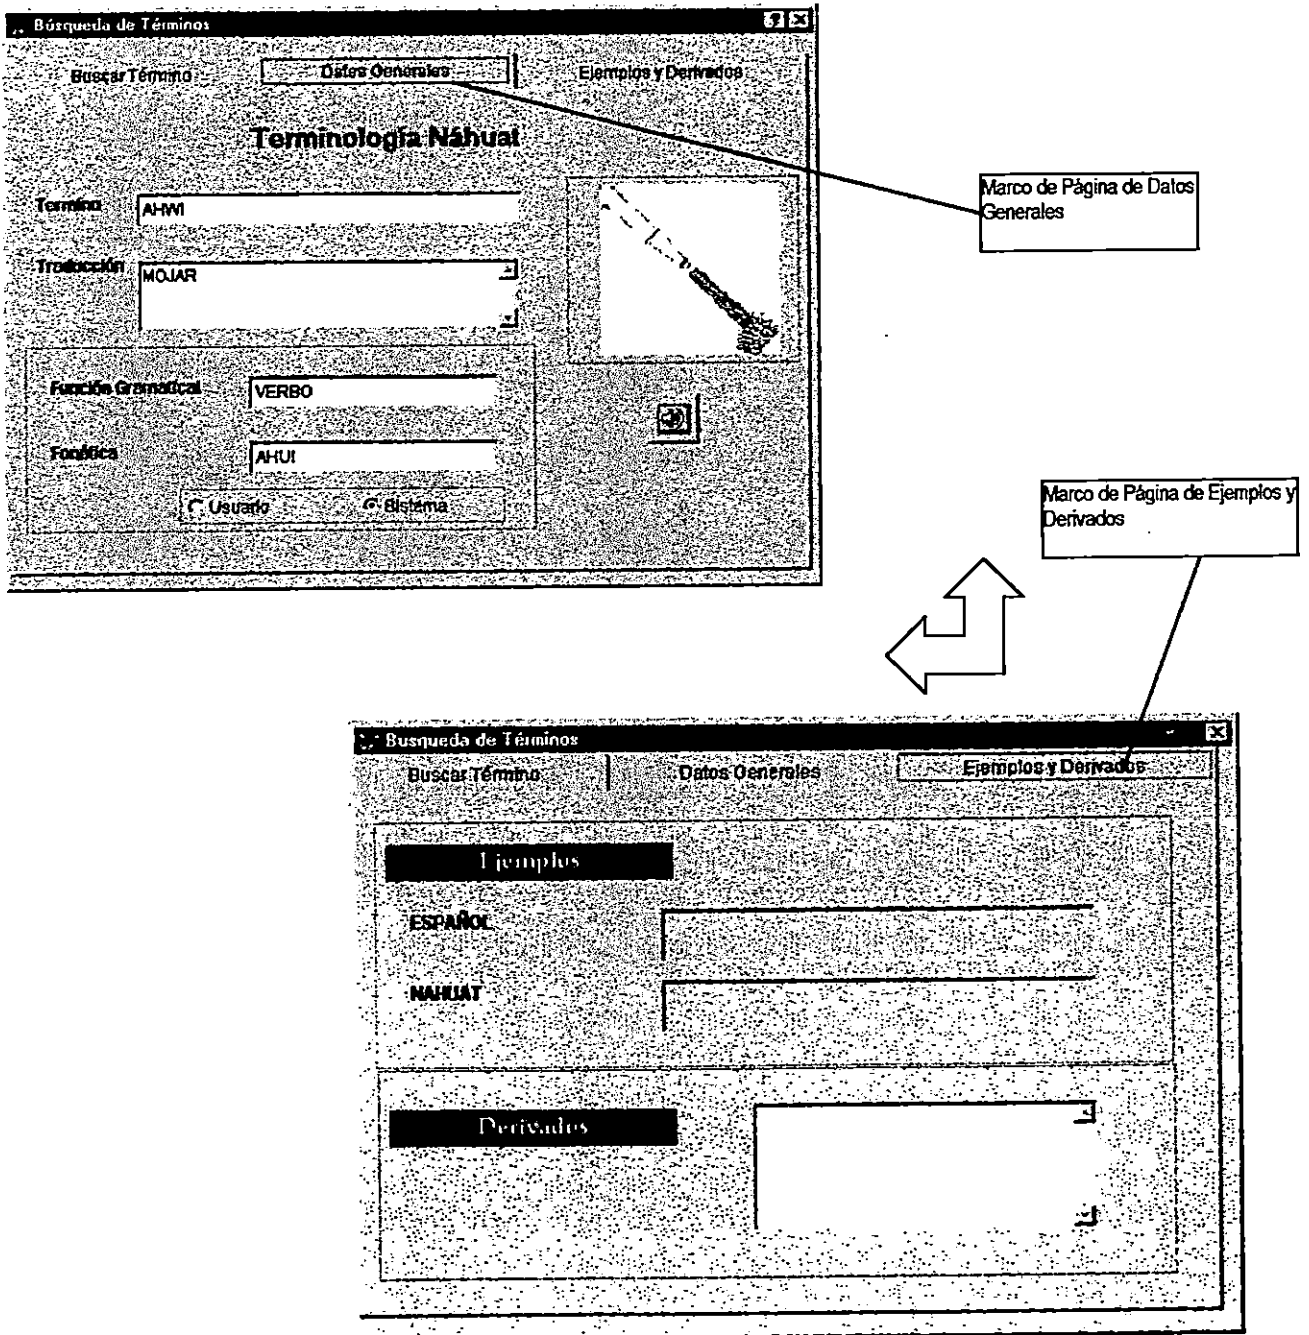 Búsqueda de Términos
Buscar Término
Datos Generales
Ejemplos y Derivados
Terminología Náhuat
Termino
AHWI
Traducción
MOJAR
Función Gramatical
VERBO
Fonética
AHUI
Usuario
Sistema
Marco de Página de Datos
Generales
Marco de Página de Ejemplos y
Derivados
Busqueda de Términos
Buscar Término
Datos Generales
Ejemplos y Derivados
Ejemplos
ESPAÑOL
NAHUAT
Derivados